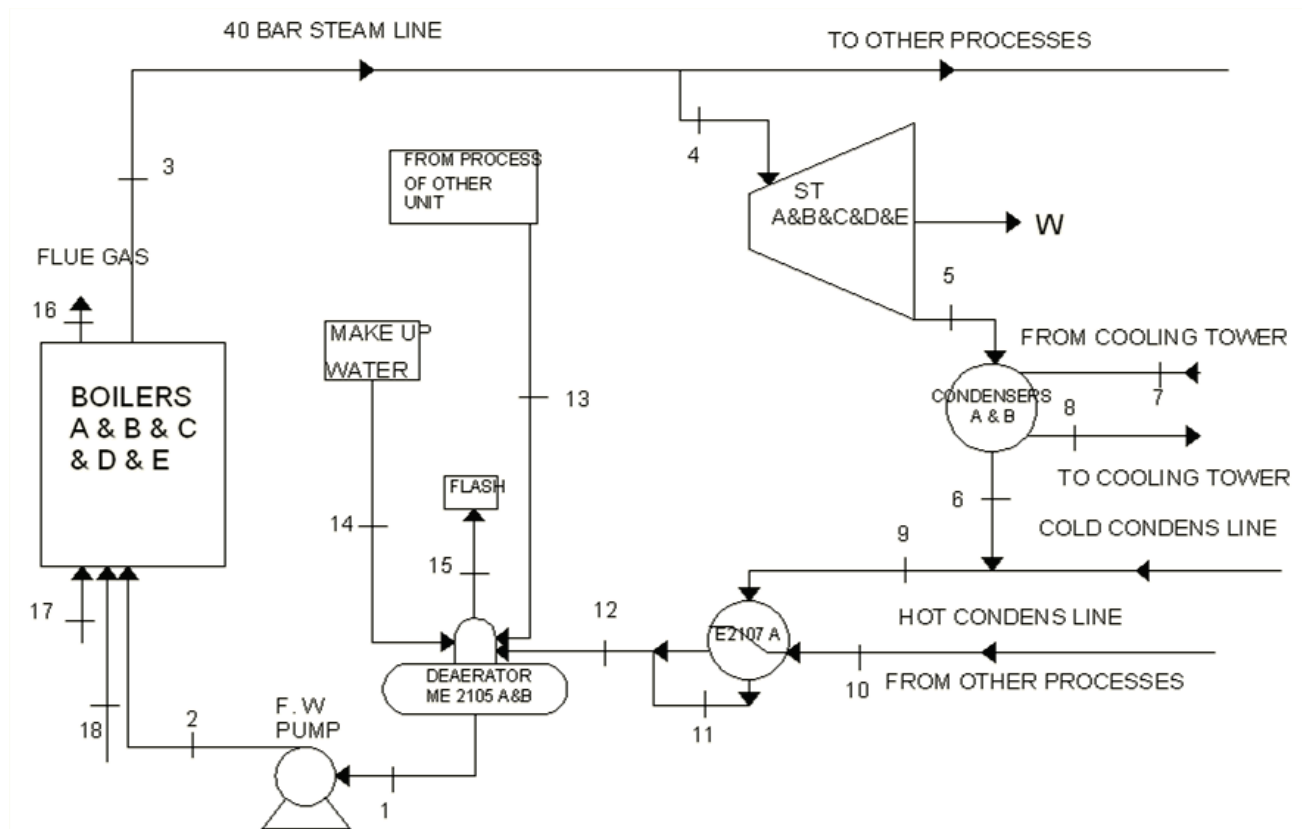 40 BAR STEAM LINE
TO OTHER PROCESSES
3
4
FROM PROCESS
OF OTHER
UNIT
ST
A&B&C&D&E
W
FLUE GAS
5
16
MAKE UP
WATER
FROM COOLING TOWER
7
BOILERS
A & B & C
& D & E
13
CONDENSERS
A & B
8
TO COOLING TOWER
FLASH
6
14
COLD CONDENS LINE
9
15
HOT CONDENS LINE
17
12
E2107 A
10
FROM OTHER PROCESSES
DEAERATOR
ME 2105 A&B
11
18
2
F. W
PUMP
1